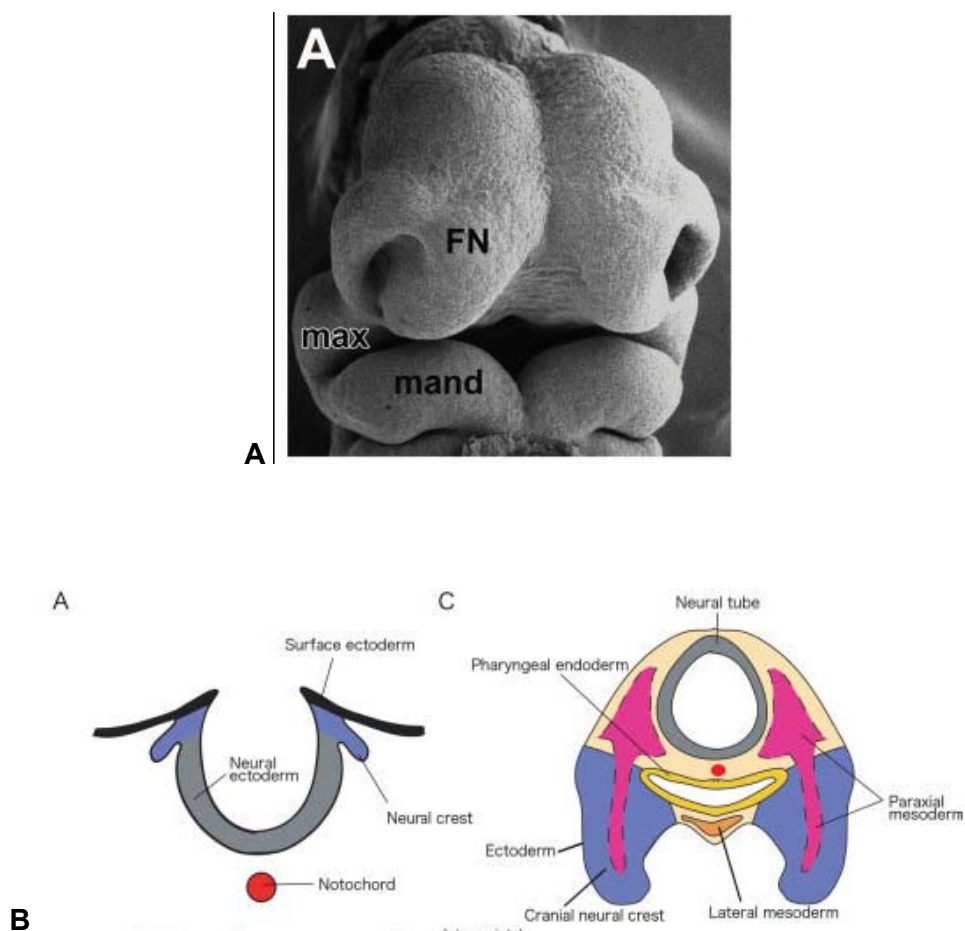 A
FN
max
mand
A
A
Surface ectoderm
Neural
ectoderm
Neural crest
Notochord
C
Neural tube
Pharyngeal endoderm
Paraxial
mesoderm
Ectoderm
Cranial neural crest
Lateral mesoderm
B